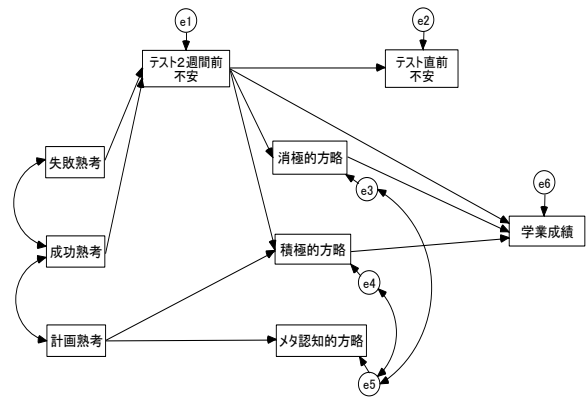 e1
e2
テスト2週間前
不安
テスト直前
不安
失敗熟考
消極的方略
e3
e6
成功熟考
積極的方略
学業成績
e4
計画熟考
メタ認知的方略
e5